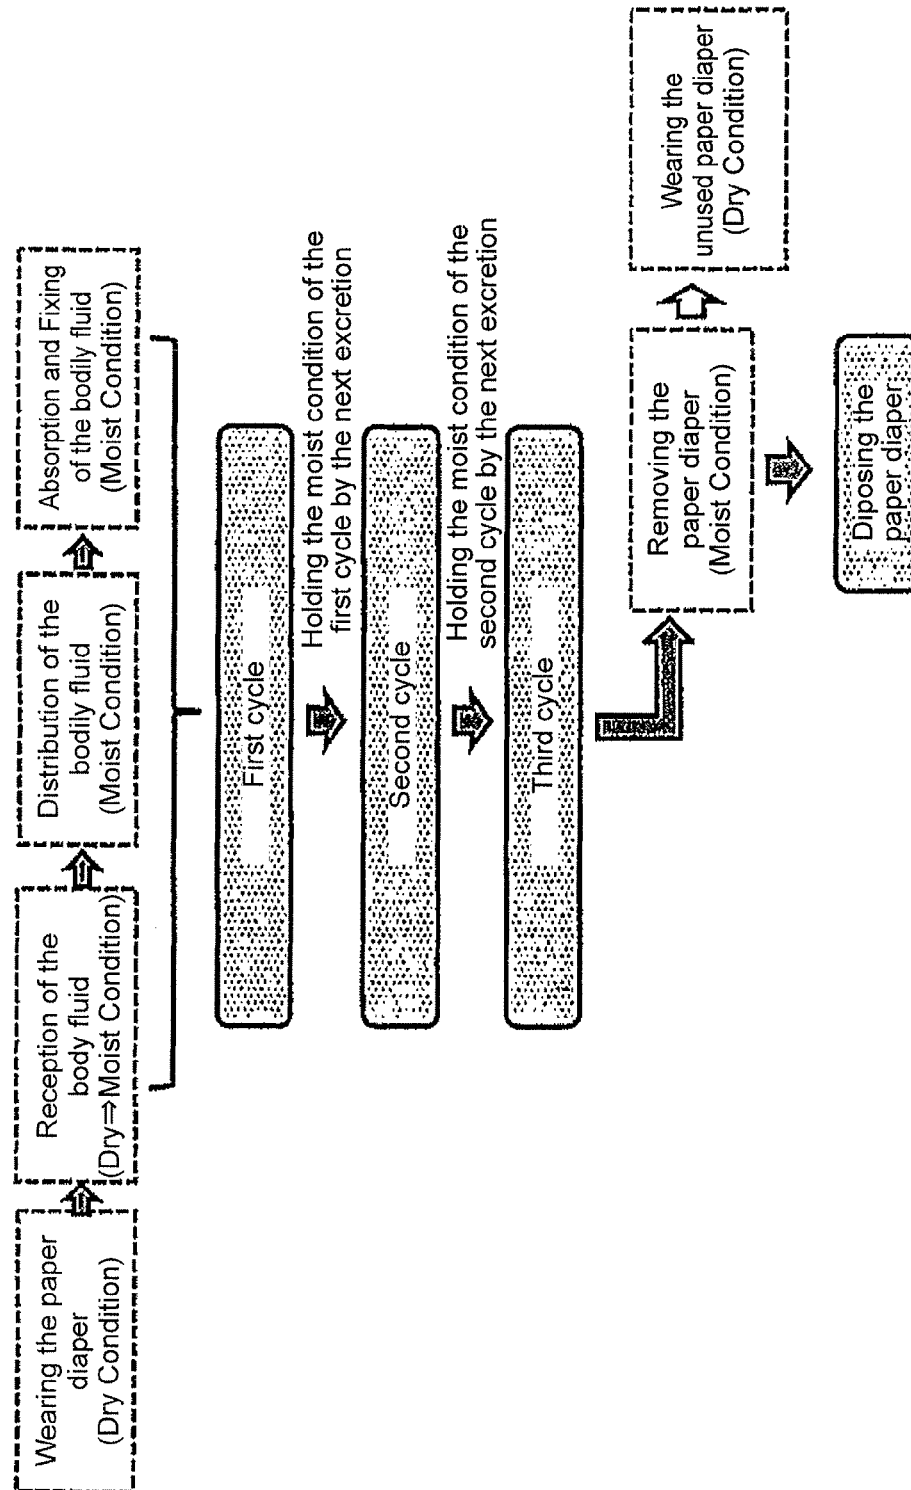 Wearing the paper
diaper
(Dry Condition)
Reception of the
body fluid
(Dry⇒Moist Condition)
Distribution of the
bodily fluid
(Moist Condition)
Absorption and Fixing
of the bodily fluid
(Moist Condition)
First cycle
Holding the moist condition of the
first cycle by the next excretion
Second cycle
Holding the moist condition of the
second cycle by the next excretion
Third cycle
Removing the
paper diaper
(Moist Condition)
Wearing the
unused paper diaper
(Dry Condition)
Diposing the
paper diaper